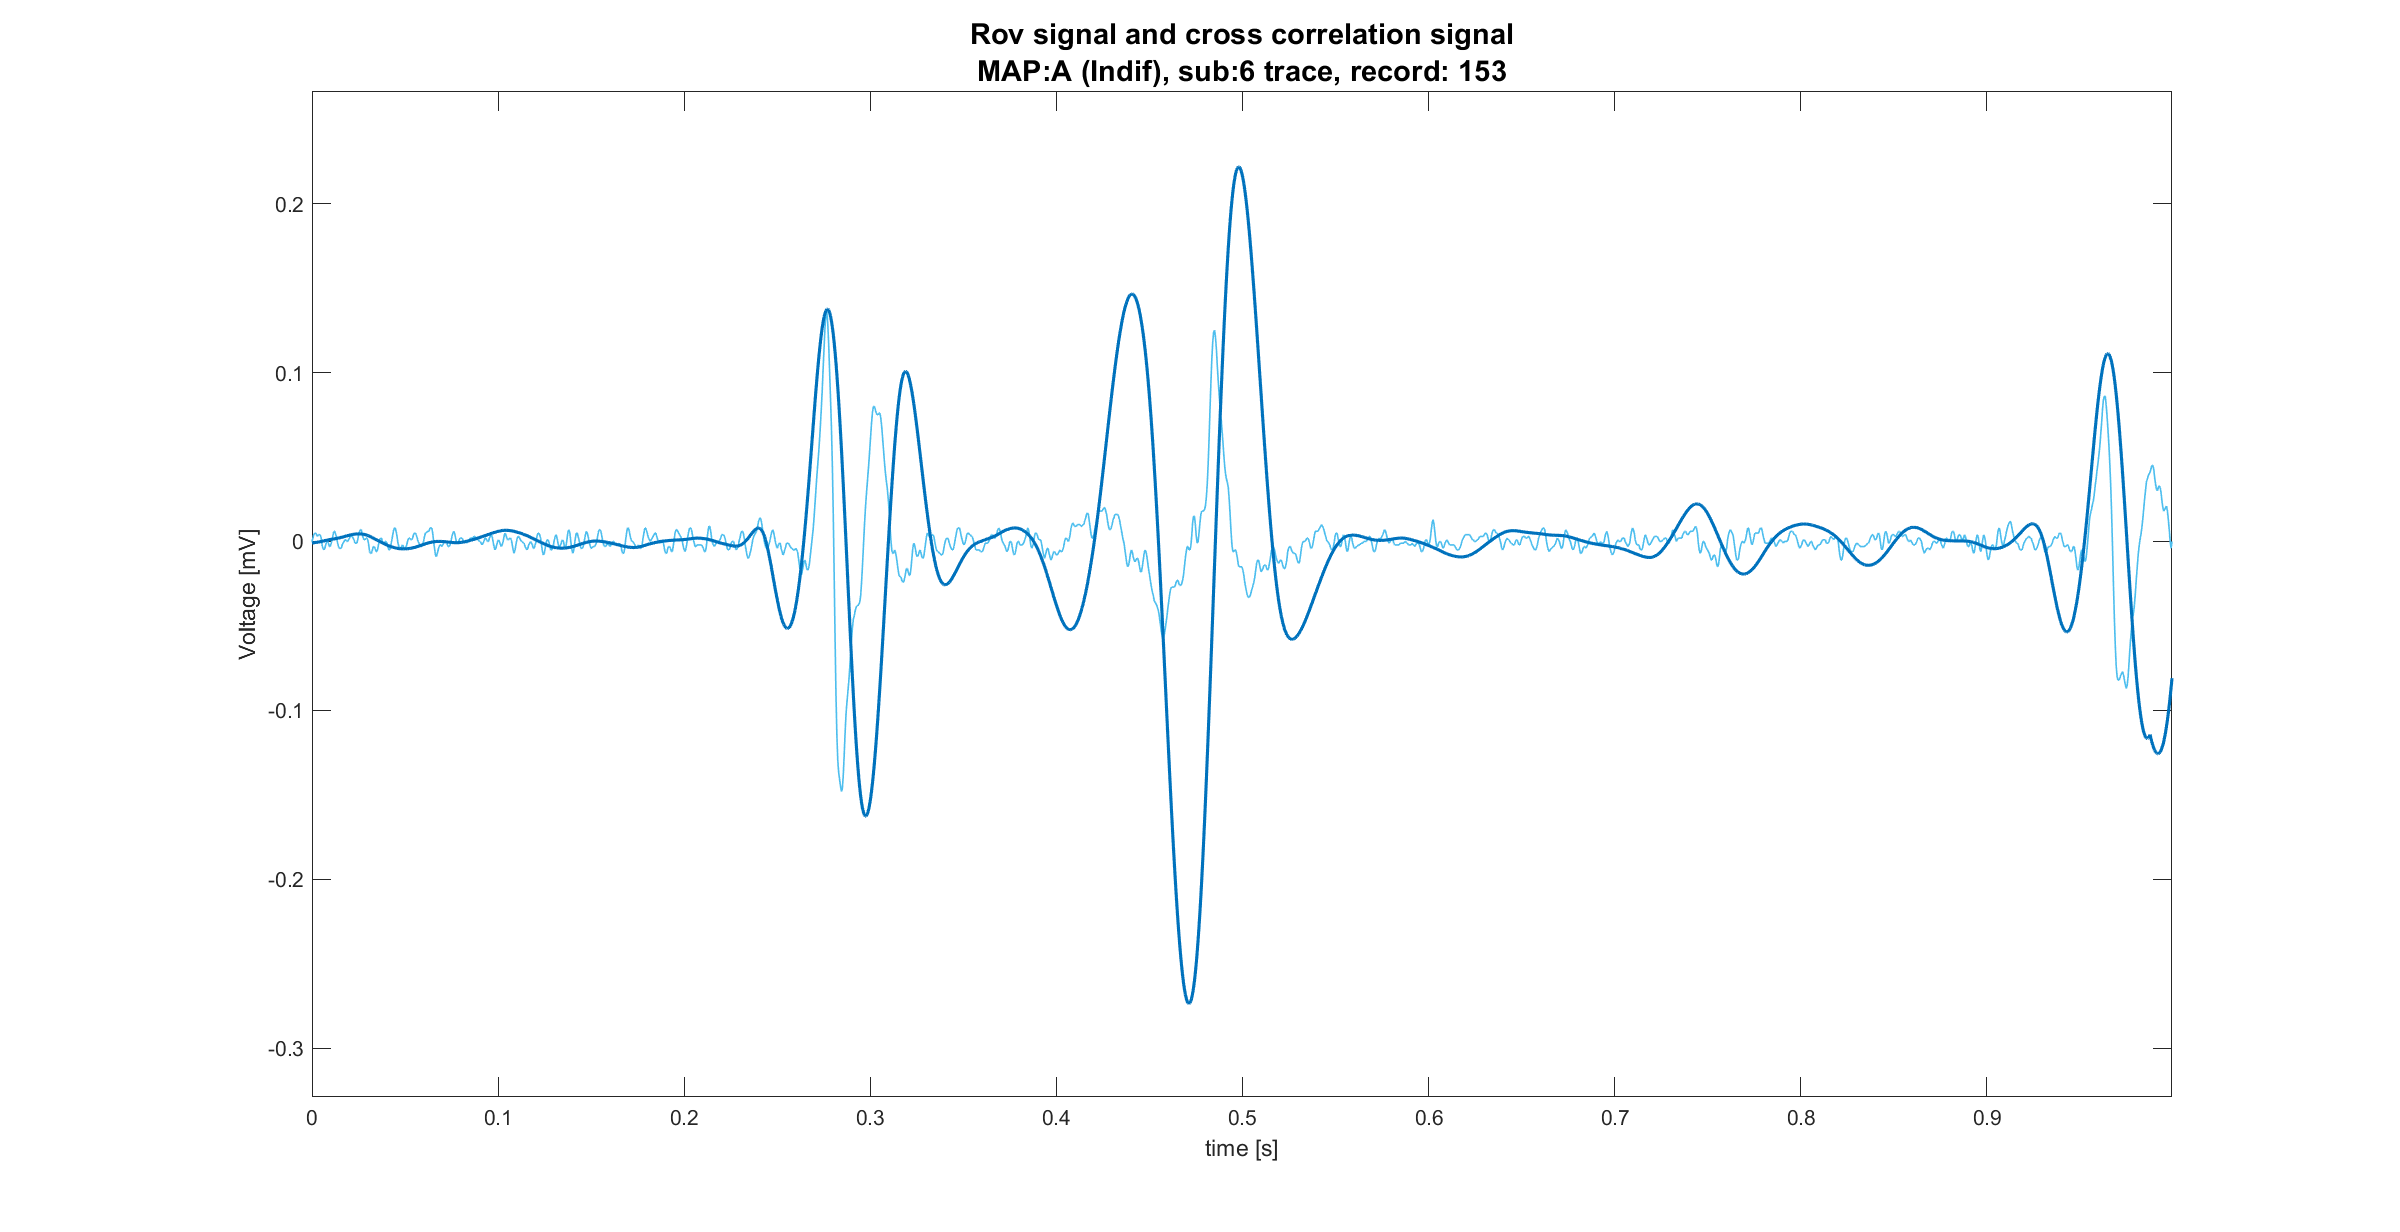 Rov signal and cross correlation signal
MAP:A (Indif), sub:6 trace, record: 153
Voltage [mV]
0.2
0.1
0
-0.1
-0.2
-0.3
0 0.1 0.2 0.3 0.4 0.5 0.6 0.7 0.8 0.9
time [s]